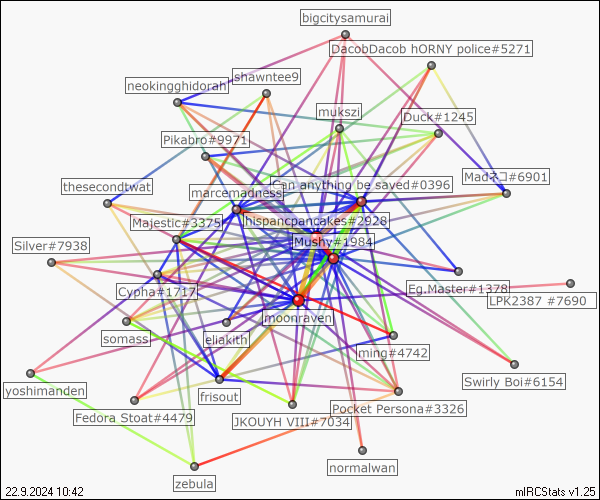 bigcitysamurai
DacobDacob hORNY police#5271
shawntee9
neokingghidorah
mukszi
Duck#1245
Pikabro#9971
Madネコ#6901
thesecondtwat
marcemadness
Can anything be saved#0396
Majestic#3375
hispancpancakes#2928
Mushy#1984
Silver#7938
Cypha#1717
Eg.Master#1378
LPK2387 #7690
moonraven
somass
eliakith
ming#4742
Swirly Boi#6154
yoshimanden
frisout
Pocket Persona#3326
Fedora Stoat#4479
JKOUYH VIII#7034
normalwan
zebula
22.9.2024 10:42
mIRCStats v1.25